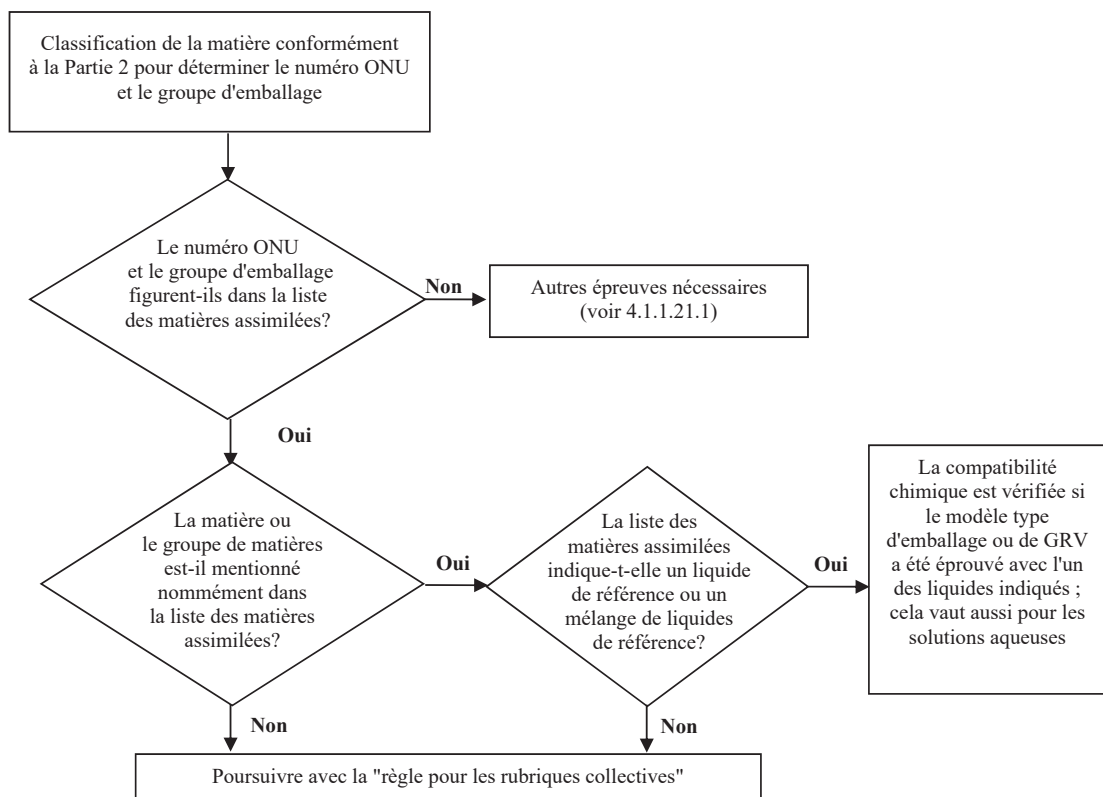 Classification de la matière conformément
à la Partie 2 pour déterminer le numéro ONU
et le groupe d'emballage
Le numéro ONU
et le groupe d'emballage
figurent-ils dans la liste
des matières assimilées?
Non
Autres épreuves nécessaires
(voir 4.1.1.21.1)
Oui
La matière ou
le groupe de matières
est-il mentionné
nommément dans
la liste des matières
assimilées?
Oui
La liste des
matières assimilées
indique-t-elle un liquide
de référence ou un
mélange de liquides
de référence?
Oui
La compatibilité
chimique est vérifiée si
le modèle type
d'emballage ou de GRV
a été éprouvé avec l'un
des liquides indiqués ;
cela vaut aussi pour les
solutions aqueuses
Non
Non
Poursuivre avec la "règle pour les rubriques collectives"